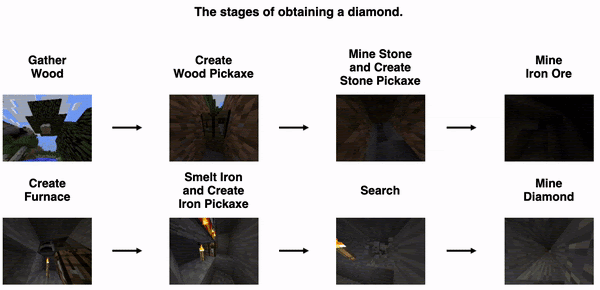 The stages of obtaining a diamond.
Gather
Wood
Create
Wood Pickaxe
Mine Stone
and Create
Stone Pickaxe
Mine
Iron Ore
Create
Furnace
Smelt Iron
and Create
Iron Pickaxe
Search
Mine
Diamond